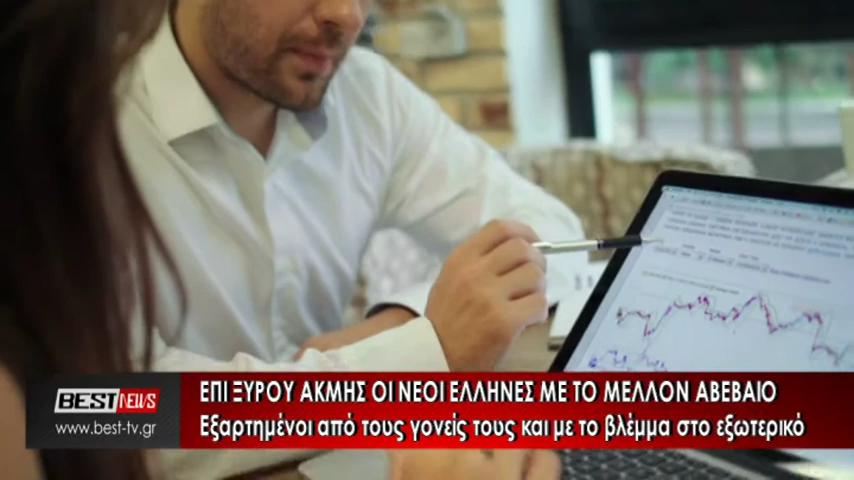 ΕΠΙ ΞΥΡΟΥ ΑΚΜΗΣ ΟΙ ΝΕΟΙ ΕΛΛΗΝΕΣ ΜΕ ΤΟ ΜΕΛΛΟΝ ΑΒΕΒΑΙΟ
BEST NEWS
Εξαρτημένοι από τους γονείς τους και με το βλέμμα στο εξωτερικό
www.best-tv.gr